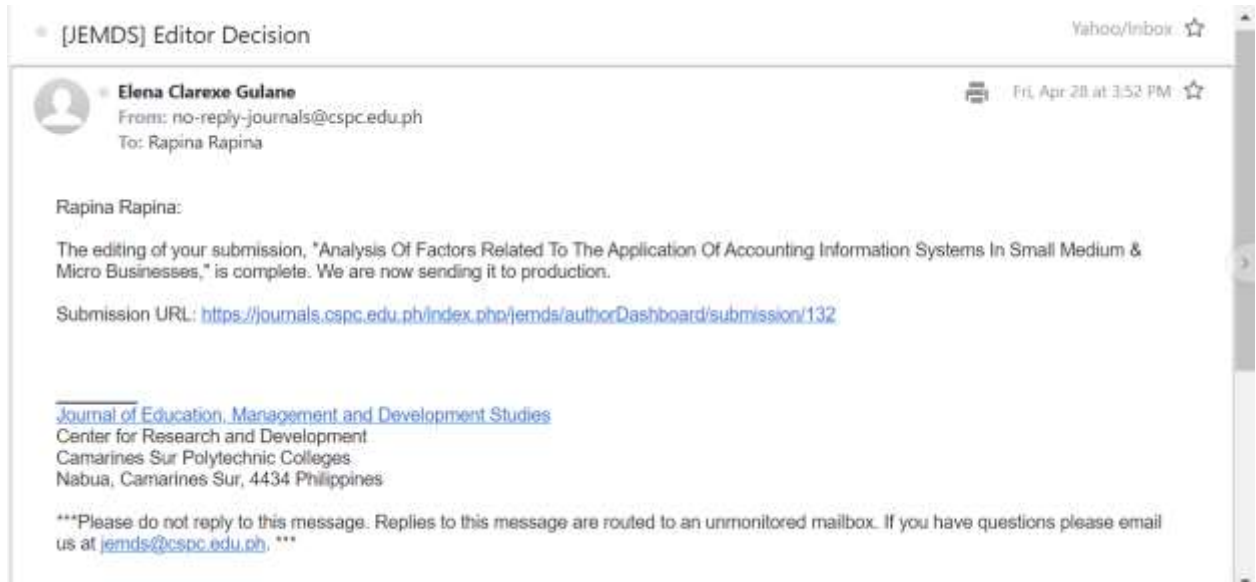 [JEMDS] Editor Decision
Yahoo/Inbox
Elena Clarexe Gulane
Fri, Apr 28 at 3:52 PM
From: no-reply-journals@cspc.edu.ph
To: Rapina Rapina
Rapina Rapina:
The editing of your submission, "Analysis Of Factors Related To The Application Of Accounting Information Systems In Small Medium &
Micro Businesses," is complete. We are now sending it to production.
Submission URL: https://journals.cspc.edu.ph/index.php/jemds/authorDashboard/submission/132
Journal of Education, Management and Development Studies
Center for Research and Development
Camarines Sur Polytechnic Colleges
Nabua, Camarines Sur, 4434 Philippines
***Please do not reply to this message. Replies to this message are routed to an unmonitored mailbox. If you have questions please email
us at jemds@cspc.edu.ph. ***